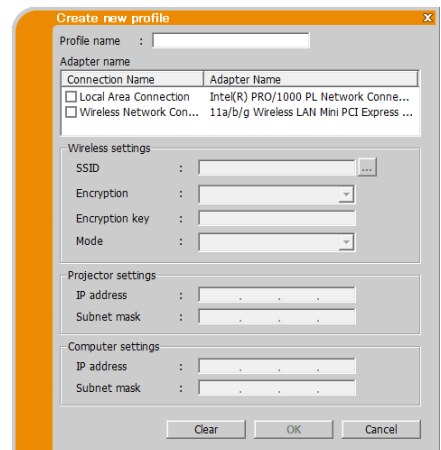 Create new profile x
Profile name :
Adapter name
Connection Name Adapter Name
Local Area Connection Intel(R) PRO/1000 PL Network Conne...
Wireless Network Con... 11a/b/g Wireless LAN Mini PCI Express ...
Wireless settings
SSID : ...
Encryption :
Encryption key :
Mode :
Projector settings
IP address : . . .
Subnet mask : . . .
Computer settings
IP address : . . .
Subnet mask : . . .
Clear OK Cancel